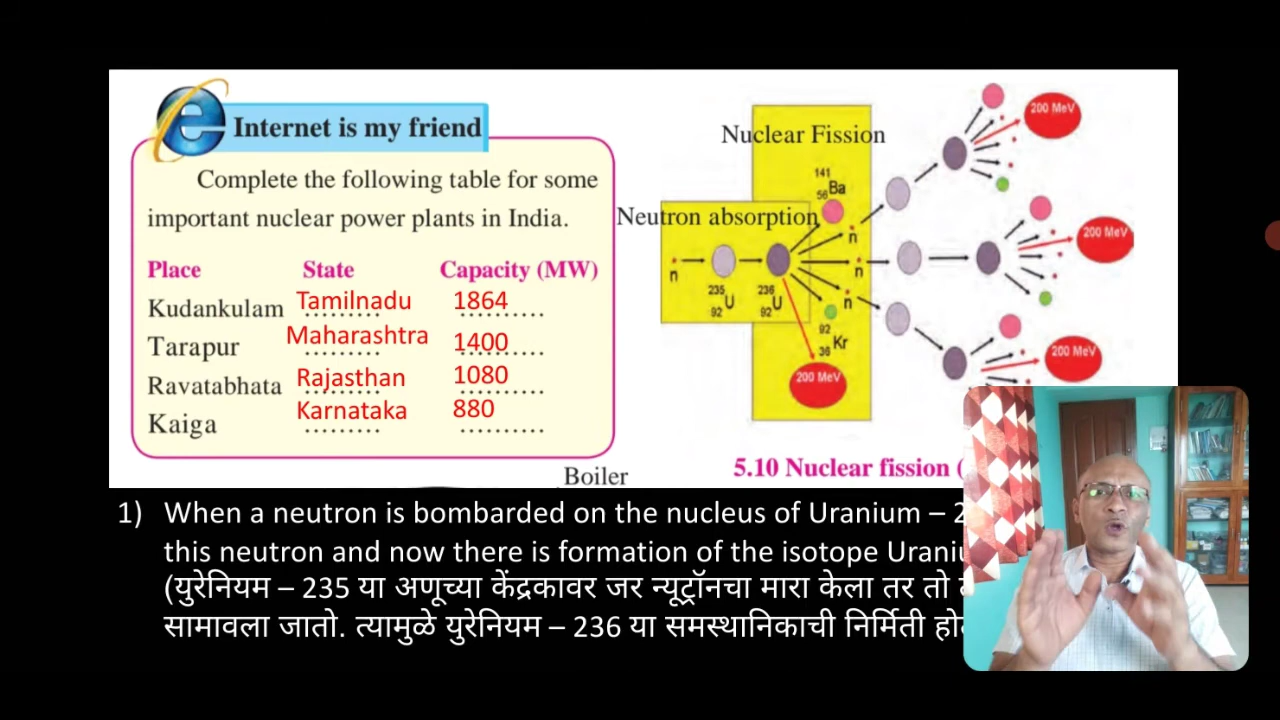 Internet is my friend
Complete the following table for some
important nuclear power plants in India.
Place State Capacity (MW)
Kudankulam Tamilnadu 1864
Tarapur Maharashtra 1400
Ravatabhata Rajasthan 1080
Kaiga Karnataka 880
Boiler
Nuclear Fission
Neutron absorption
141
56 Ba
n
n
n
n
235
92 U
236
92 U
92
36 Kr
200 MeV
200 MeV
200 MeV
200 MeV
5.10 Nuclear fission (
1) When a neutron is bombarded on the nucleus of Uranium – 2
this neutron and now there is formation of the isotope
(युरेनियम – 235 या अणूच्या केंद्रकावर जर न्यूट्रॉनचा मारा केला तर तो
सामावला जातो. त्यामुळे युरेनियम – 236 या समस्थानिकाची निर्मिती